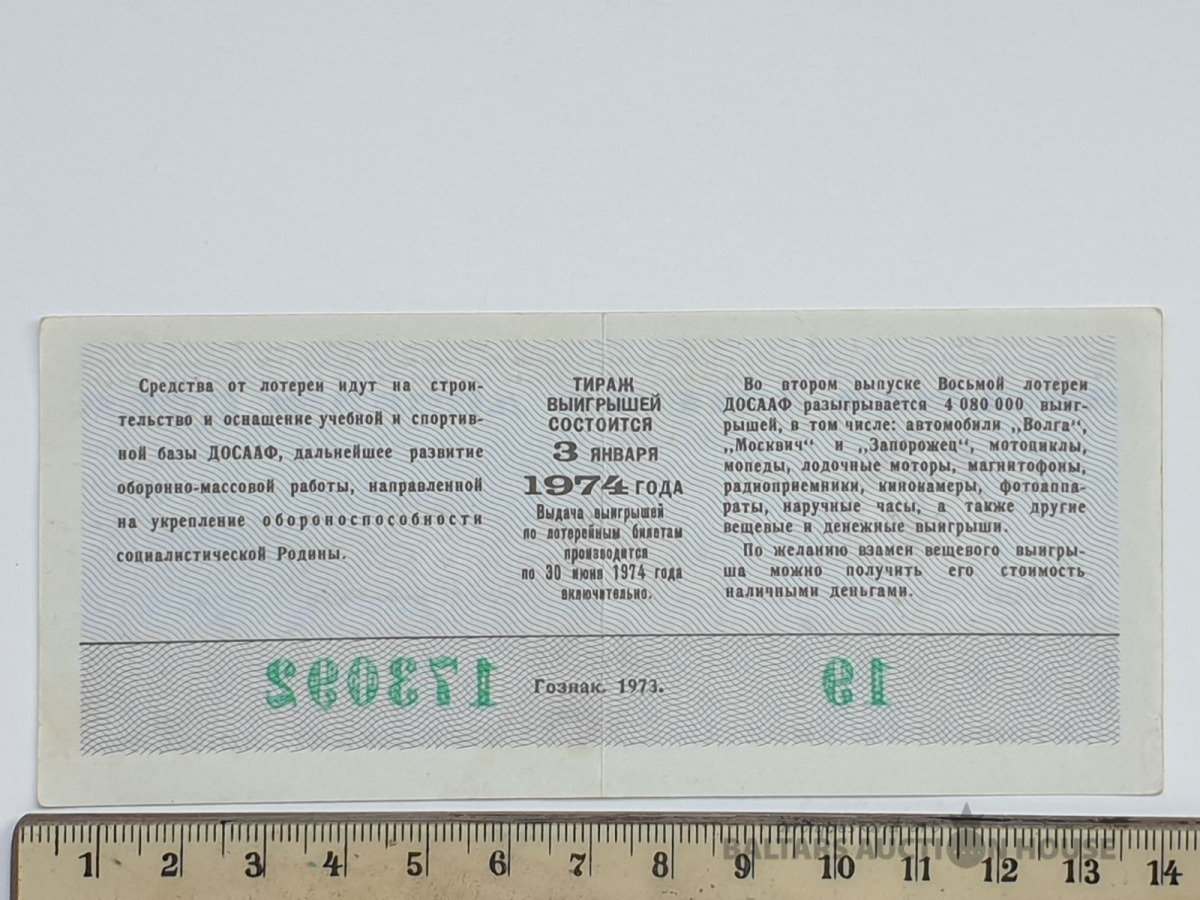 Средства от лотереи идут на строи-
тельство и оснащение учебной и спортив-
ной базы ДОСААФ, дальнейшее развитие
оборонно-массовой работы, направленной
на укрепление обороноспособности
социалистической Родины.
ТИРАЖ
ВЫИГРЫШЕЙ
СОСТОИТСЯ
3 ЯНВАРЯ
1974 ГОДА
Выдача выигрышей
по лотерейным билетам
производится
по 30 июня 1974 года
включительно.
Во втором выпуске Восьмой лотереи
ДОСААФ разыгрывается 4 080 000 выиг-
рышей, в том числе: автомобили „Волга“,
„Москвич“ и „Запорожец“, мотоциклы,
мопеды, лодочные моторы, магнитофоны,
радиоприемники, кинокамеры, фотоаппа-
раты, наручные часы, а также другие
вещевые и денежные выигрыши.
По желанию взамен вещевого выигры-
ша можно получить его стоимость
наличными деньгами.
173092
Гознак. 1973.
19
BALTARS AUCTION HOUSE
1 2 3 4 5 6 7 8 9 10 11 12 13 14